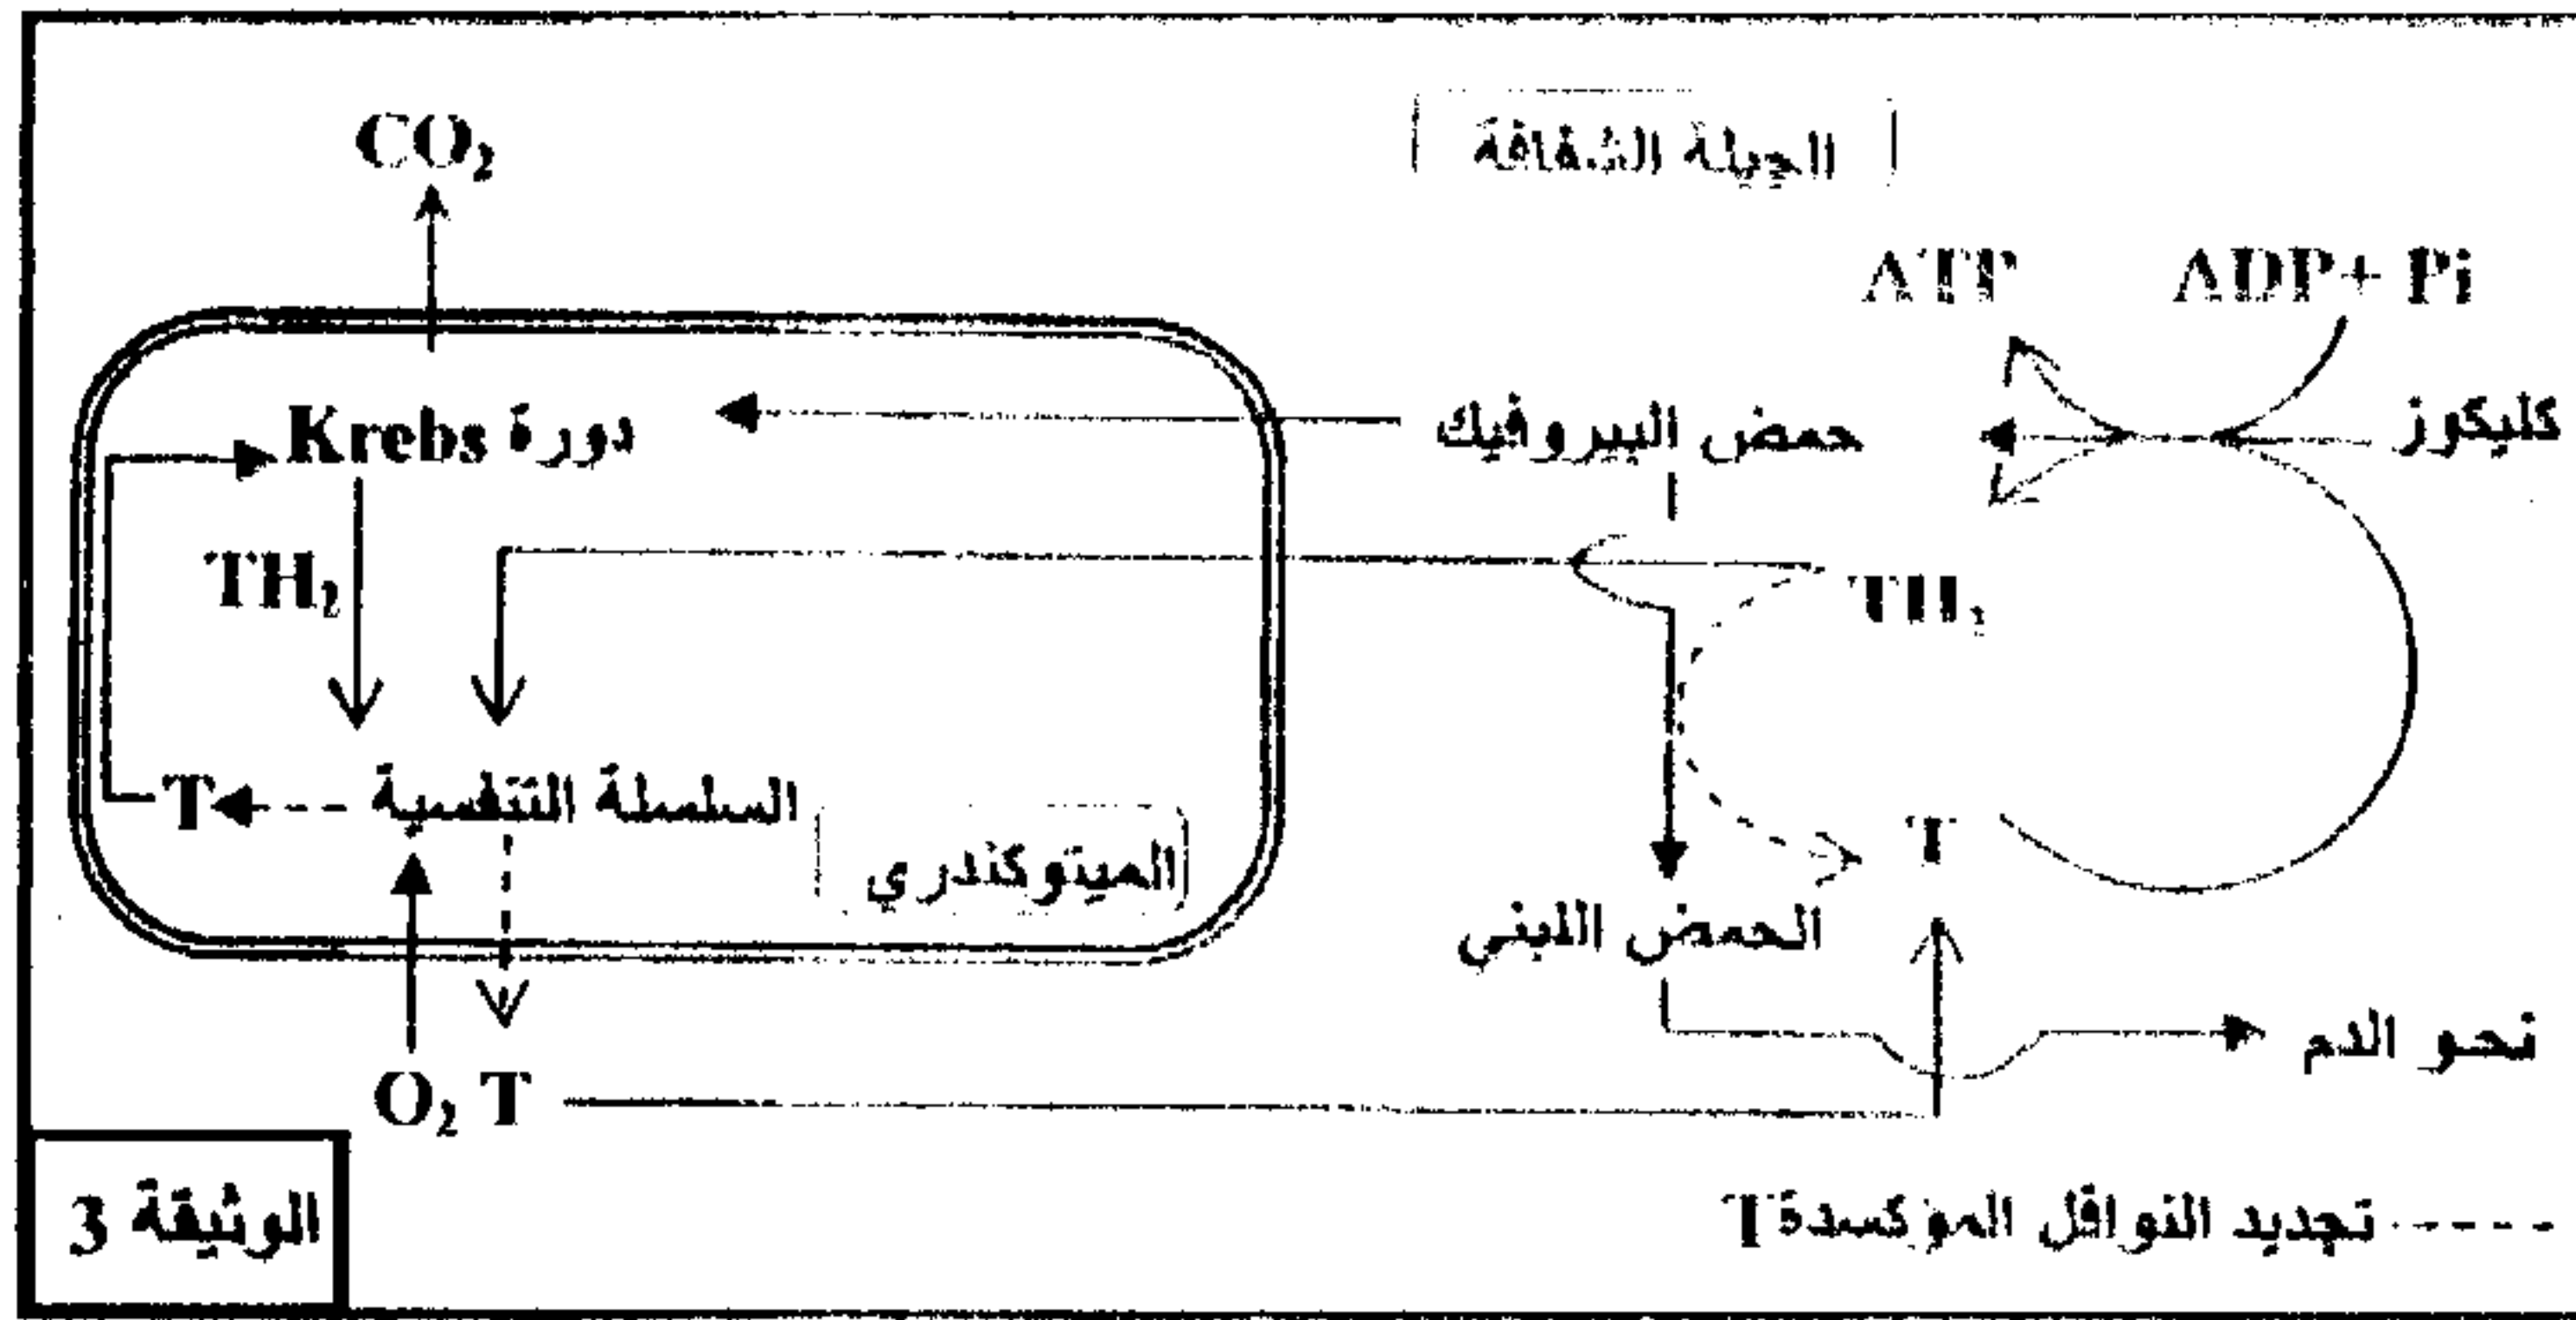 CO₂
الجبلة الشفافة
ATP
ADP+ Pi
كليكوز
حمض البيروفيك
دورة Krebs
TH₂
TH₂
السلسلة التنفسية
T
T
الميتوكندري
الحمض اللبني
نحو الدم
O₂ T
---- تجديد النواقل المؤكسدة T
الوثيقة 3